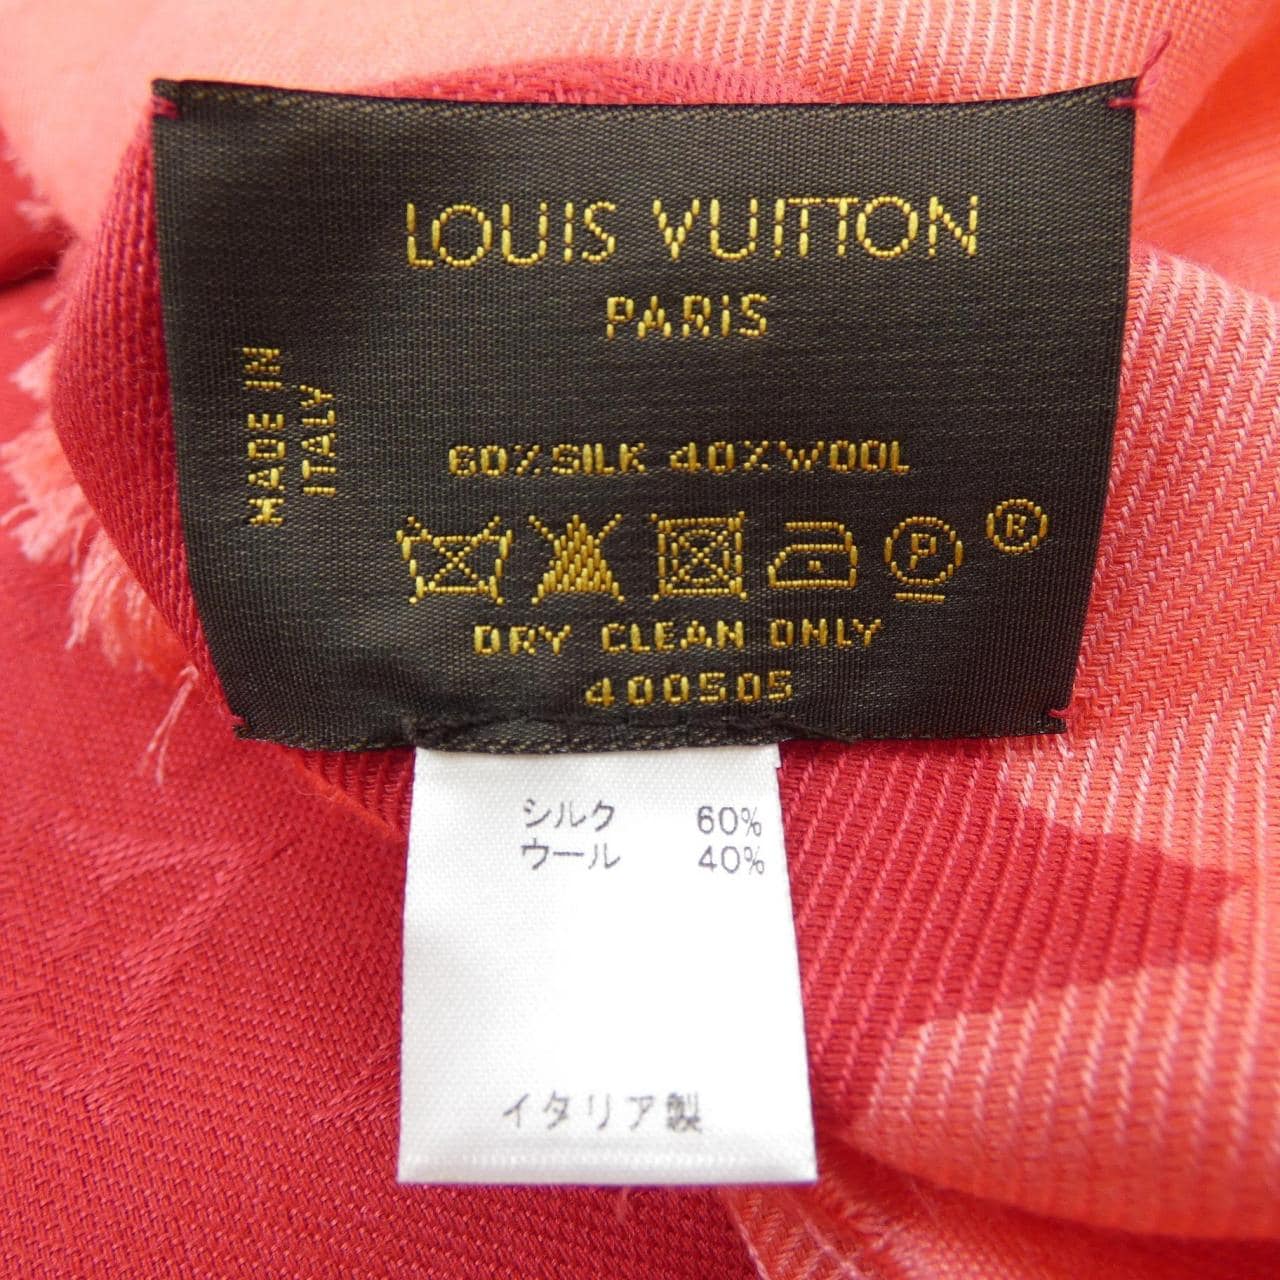 LOUIS VUITTON
PARIS
MADE IN
ITALY
60% SILK 40% WOOL
P
®
DRY CLEAN ONLY
400505
シルク 60%
ウール 40%
イタリア製